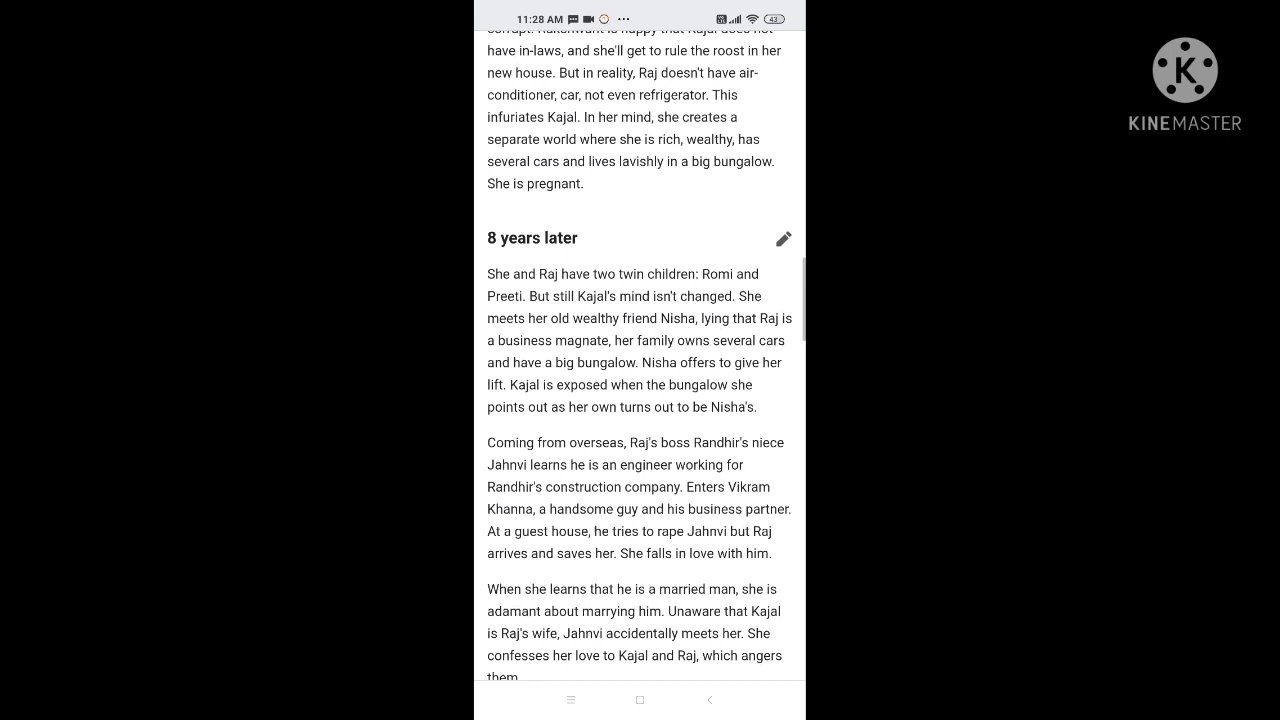 11:28 AM
43
K
KINEMASTER
corrupt. Rakshwant is happy that Kajal does not
have in-laws, and she'll get to rule the roost in her
new house. But in reality, Raj doesn't have air-
conditioner, car, not even refrigerator. This
infuriates Kajal. In her mind, she creates a
separate world where she is rich, wealthy, has
several cars and lives lavishly in a big bungalow.
She is pregnant.
8 years later
She and Raj have two twin children: Romi and
Preeti. But still Kajal's mind isn't changed. She
meets her old wealthy friend Nisha, lying that Raj is
a business magnate, her family owns several cars
and have a big bungalow. Nisha offers to give her
lift. Kajal is exposed when the bungalow she
points out as her own turns out to be Nisha's.
Coming from overseas, Raj's boss Randhir's niece
Jahnvi learns he is an engineer working for
Randhir's construction company. Enters Vikram
Khanna, a handsome guy and his business partner.
At a guest house, he tries to rape Jahnvi but Raj
arrives and saves her. She falls in love with him.
When she learns that he is a married man, she is
adamant about marrying him. Unaware that Kajal
is Raj's wife, Jahnvi accidentally meets her. She
confesses her love to Kajal and Raj, which angers
them